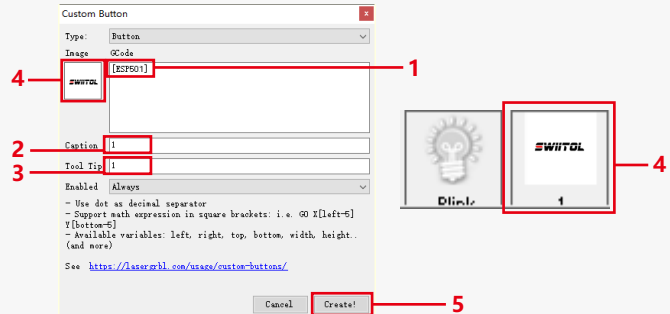 Custom Button
x
Type: Button
Image GCode
4 SWIITOL [ESP501] 1
2 Caption 1
3 Tool Tip 1
Enabled Always
- Use dot as decimal separator
- Support math expression in square brackets: i.e. G0 X[left-5]
Y[bottom-5]
- Available variables: left, right, top, bottom, width, height..
(and more)
See https://lasergrbl.com/usage/custom-buttons/
Cancel Create! 5
SWIITOL 4
Blink 1